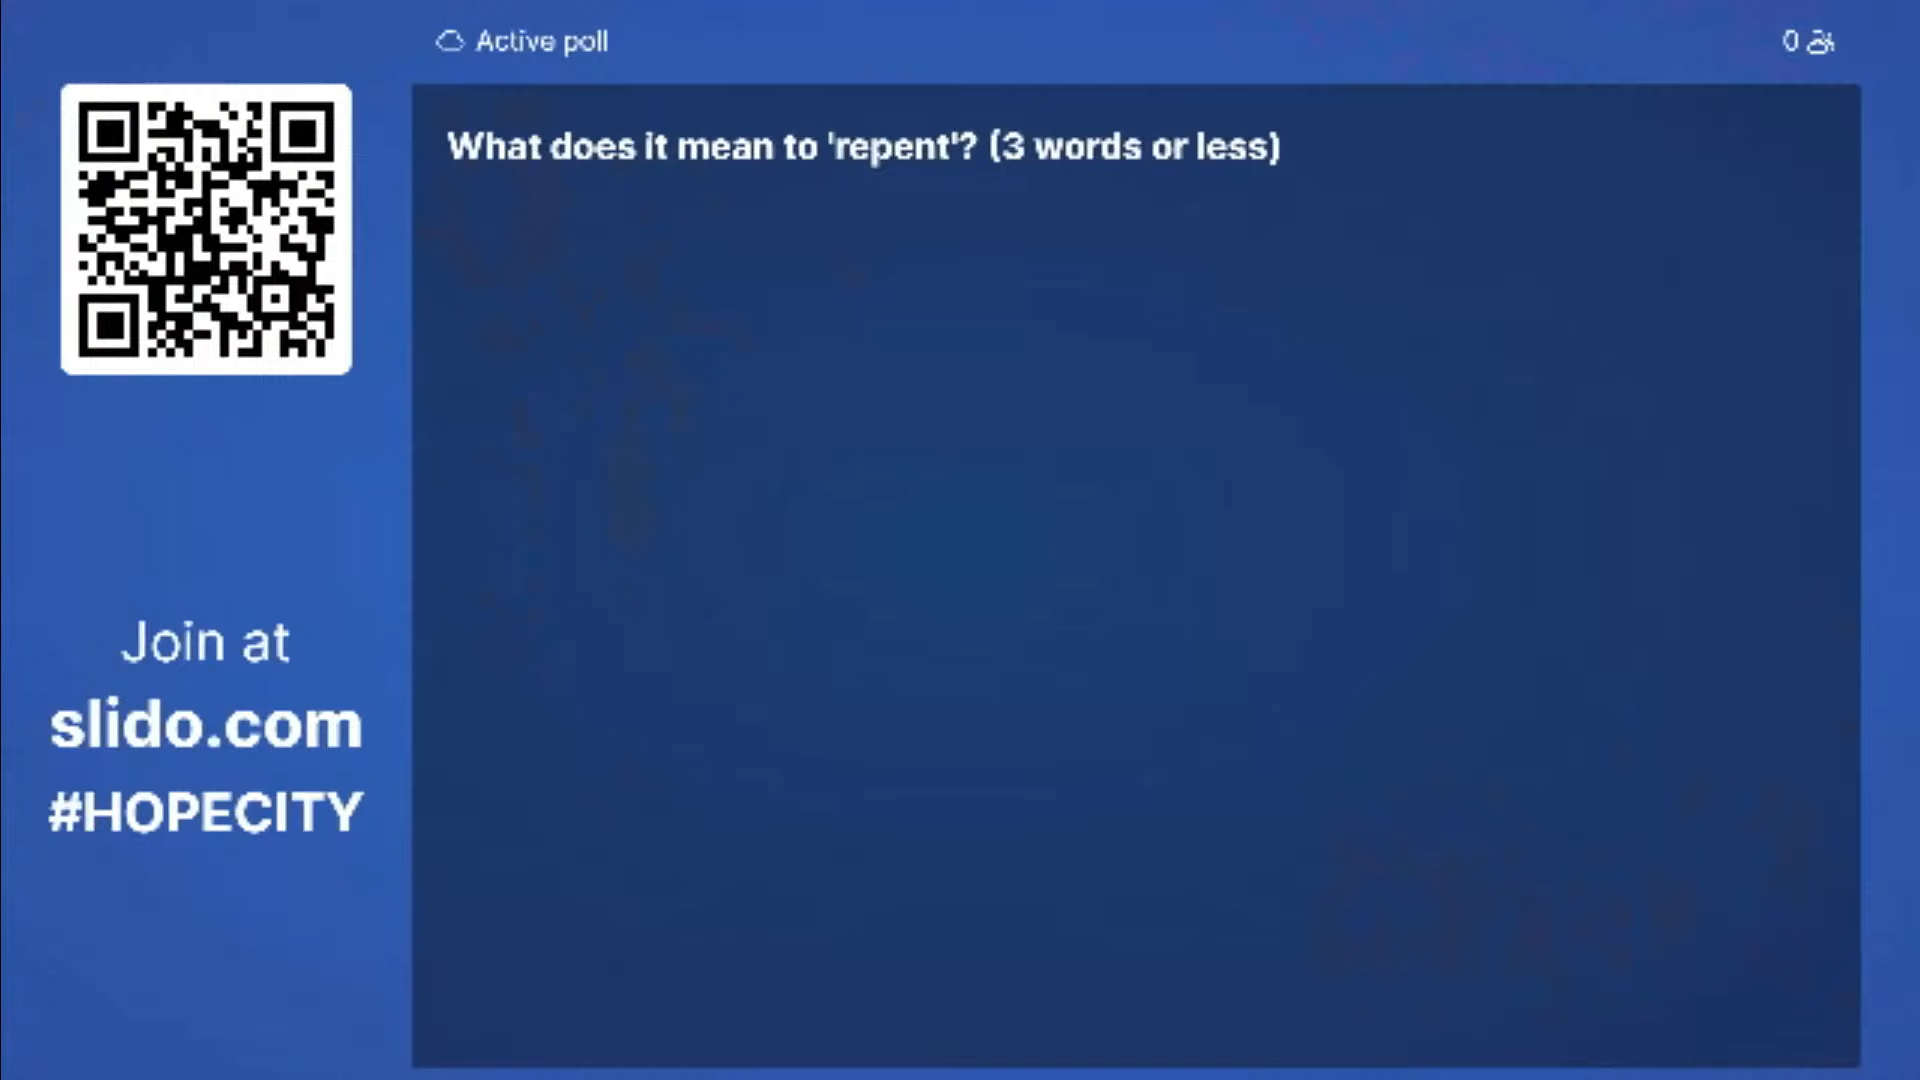 Active poll
0
What does it mean to 'repent'? (3 words or less)
Join at
slido.com
#HOPECITY